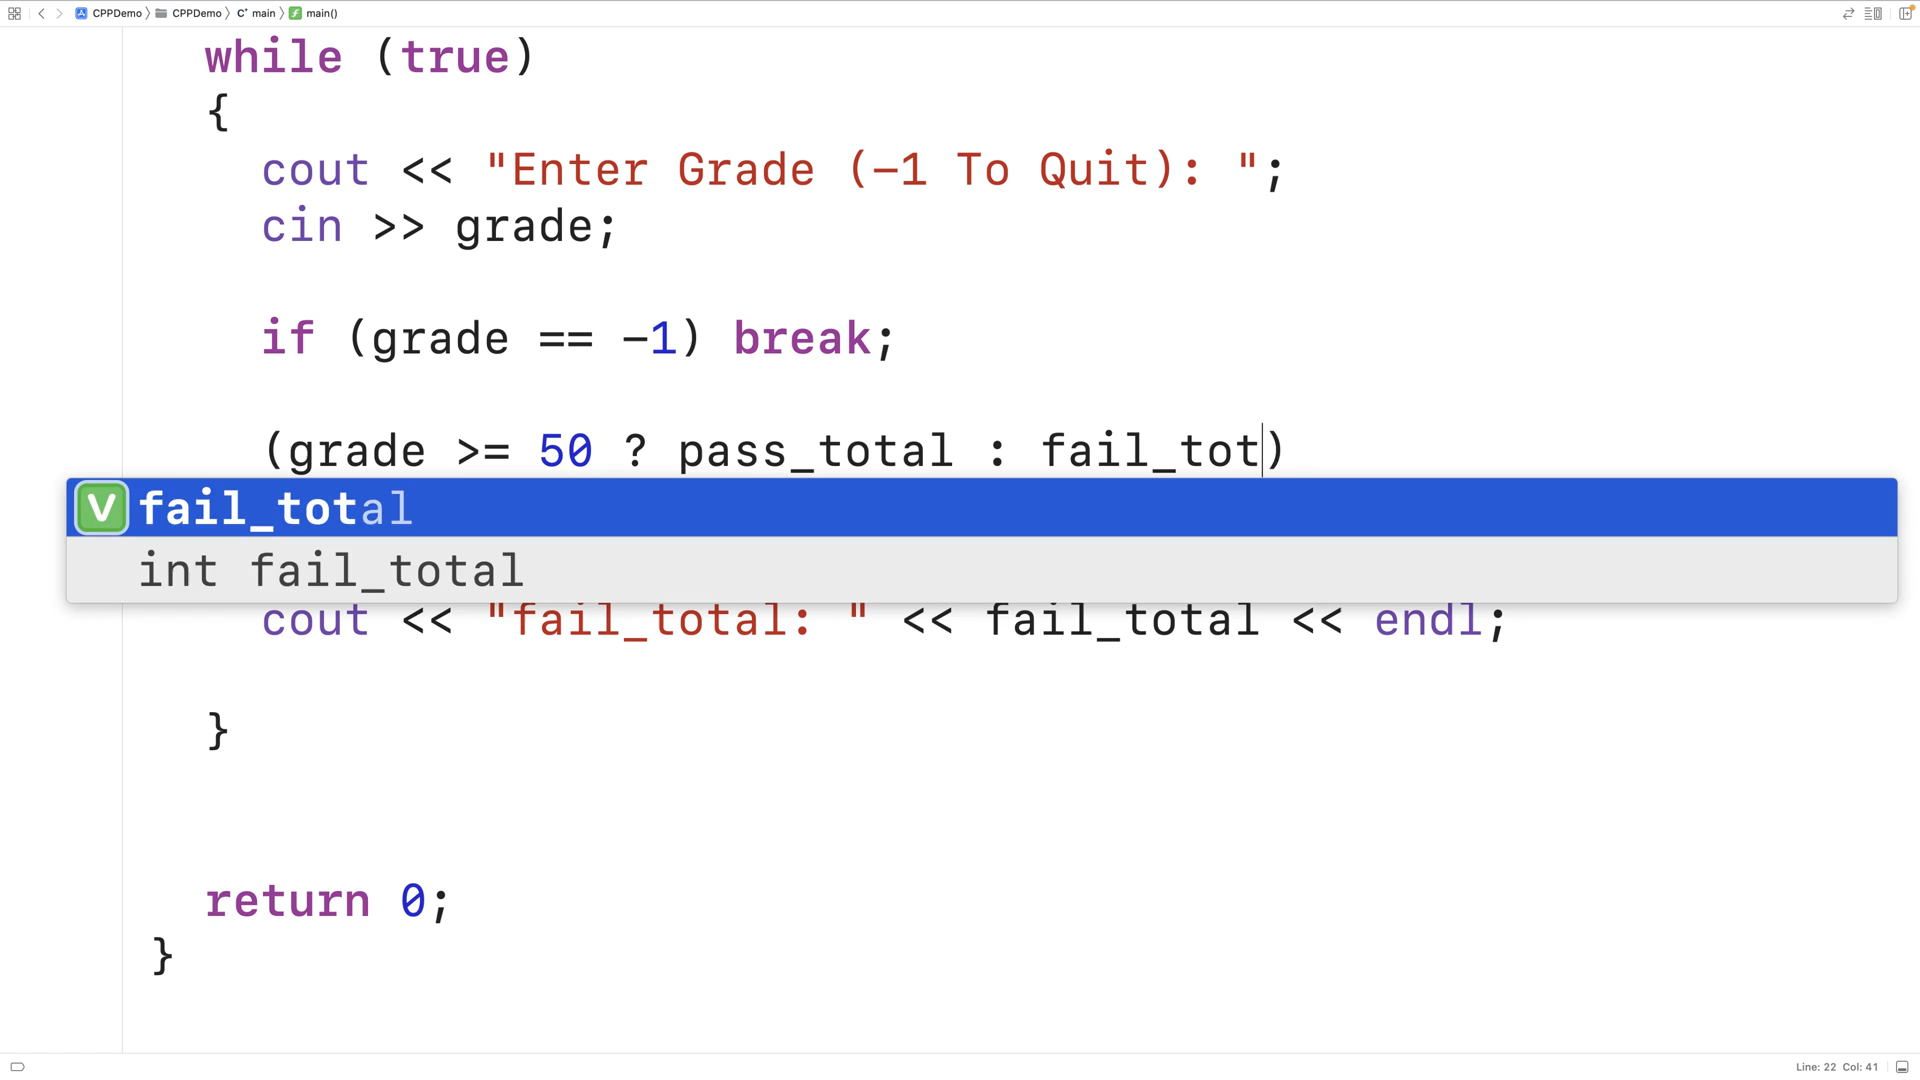 CPPDemo 〉 CPPDemo 〉 C+ main 〉 f main()
while (true)
{
cout << "Enter Grade (-1 To Quit): ";
cin >> grade;
if (grade == -1) break;
(grade >= 50 ? pass_total : fail_tot)
V fail_total
int fail_total
cout << "fail_total: " << fail_total << endl;
}
return 0;
}
Line: 22 Col: 41